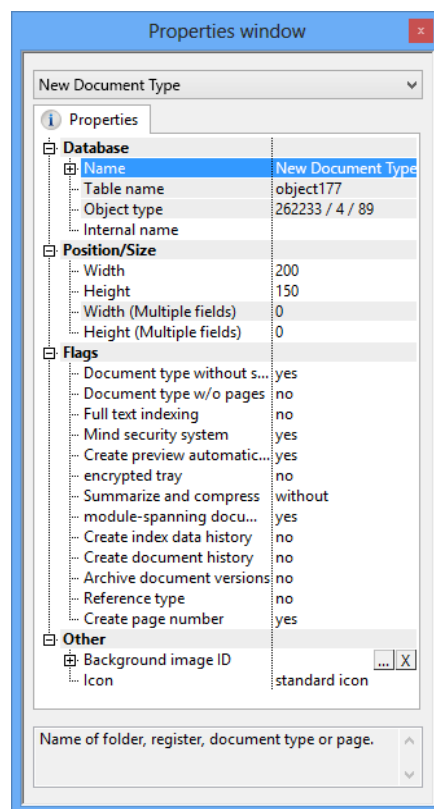 Properties window
x
New Document Type
i Properties
Database
Name New Document Type
Table name object177
Object type 262233 / 4 / 89
Internal name
Position/Size
Width 200
Height 150
Width (Multiple fields) 0
Height (Multiple fields) 0
Flags
Document type without s... yes
Document type w/o pages no
Full text indexing no
Mind security system yes
Create preview automatic... yes
encrypted tray no
Summarize and compress without
module-spanning docu... yes
Create index data history no
Create document history no
Archive document versions no
Reference type no
Create page number yes
Other
Background image ID ... X
Icon standard icon
Name of folder, register, document type or page.